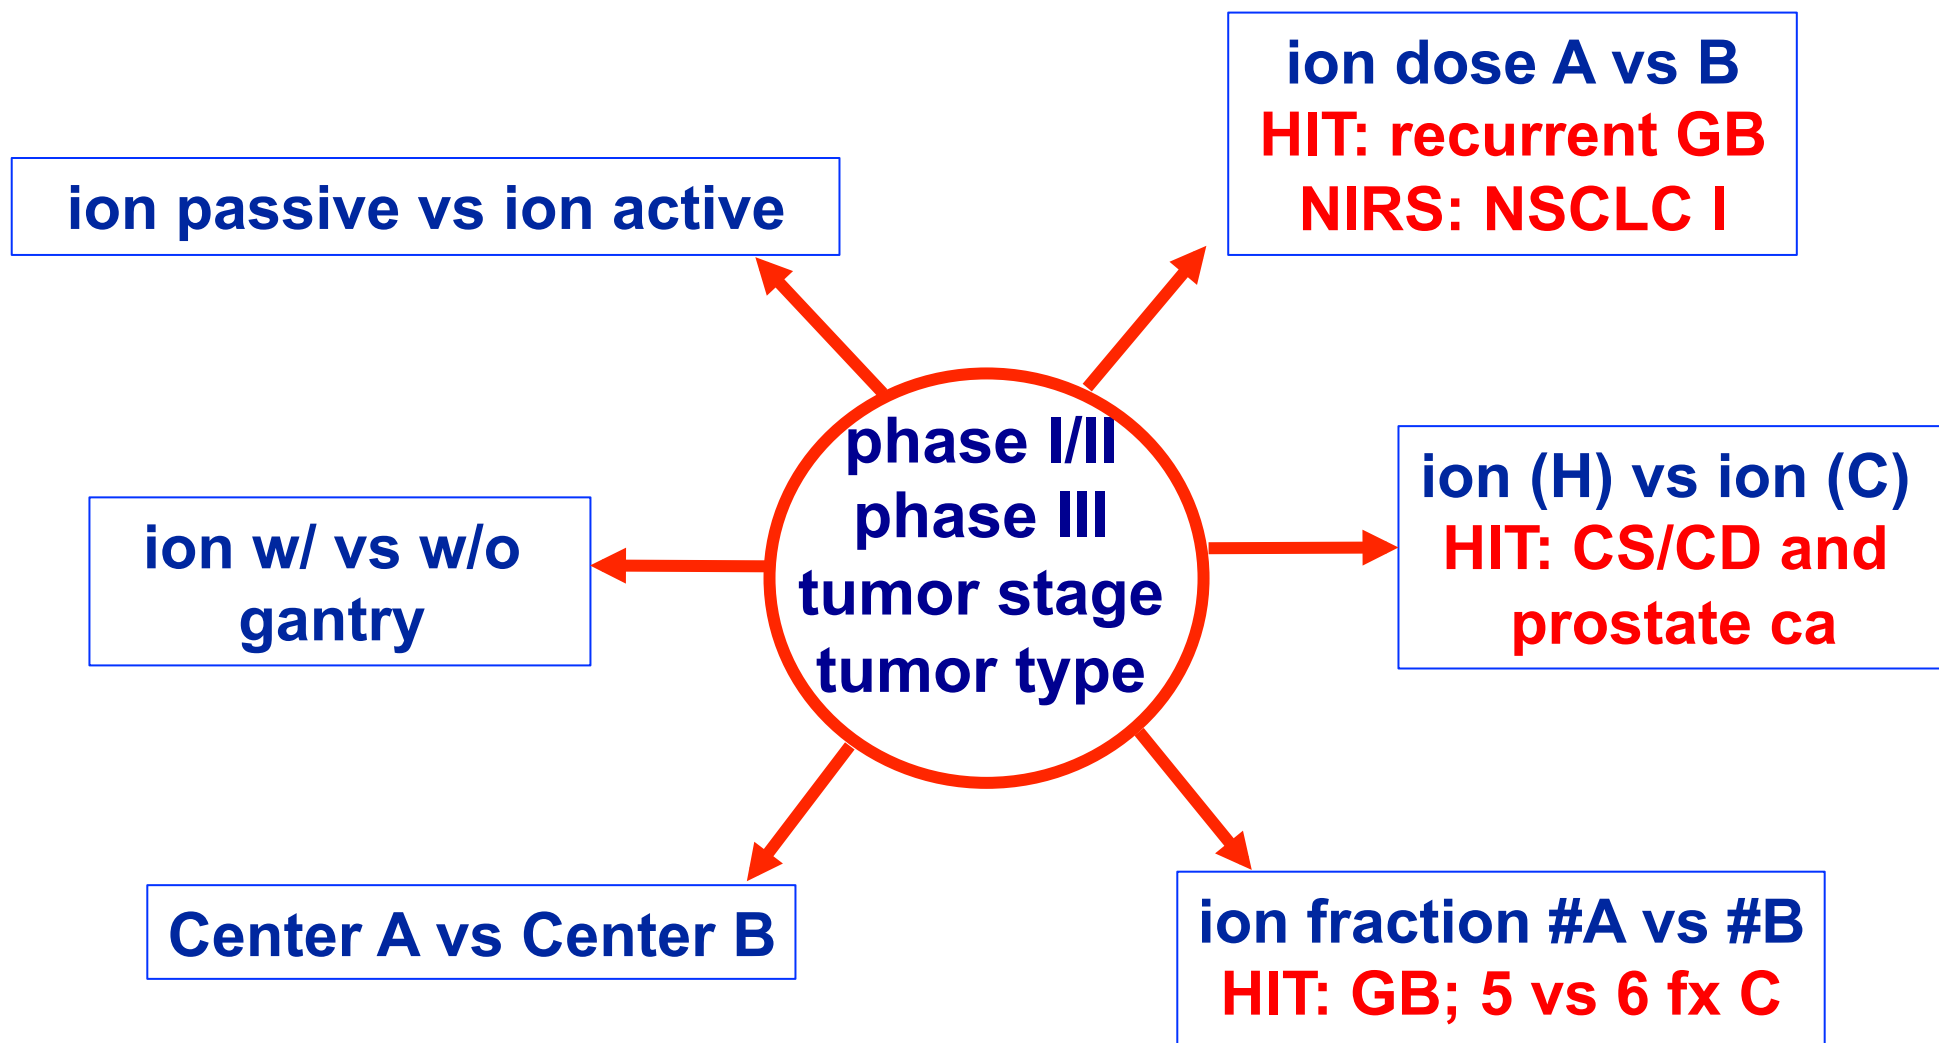 ion dose A vs B
HIT: recurrent GB
NIRS: NSCLC I
ion passive vs ion active
phase I/II
phase III
tumor stage
tumor type
ion (H) vs ion (C)
HIT: CS/CD and
prostate ca
ion w/ vs w/o
gantry
Center A vs Center B
ion fraction #A vs #B
HIT: GB; 5 vs 6 fx C